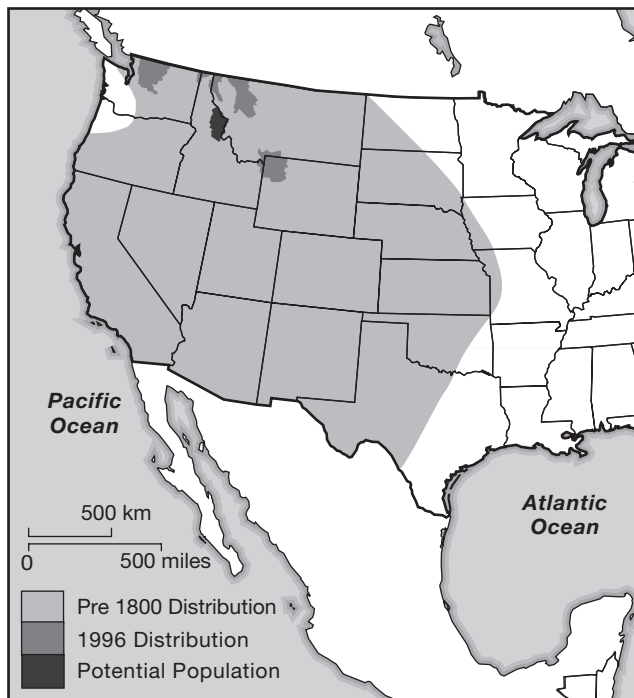 Pacific
Ocean
Atlantic
Ocean
500 km
0
500 miles
Pre 1800 Distribution
1996 Distribution
Potential Population